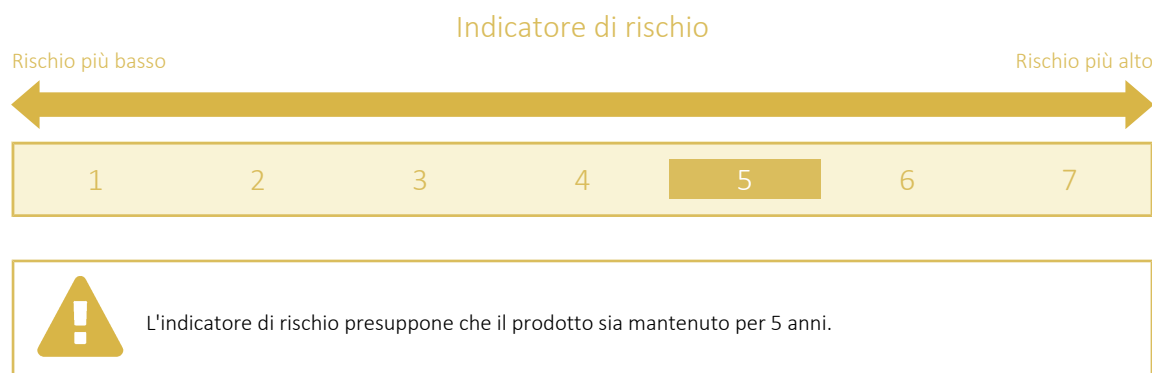 Indicatore di rischio
Rischio più basso
Rischio più alto
1 2 3 4 5 6 7
L'indicatore di rischio presuppone che il prodotto sia mantenuto per 5 anni.